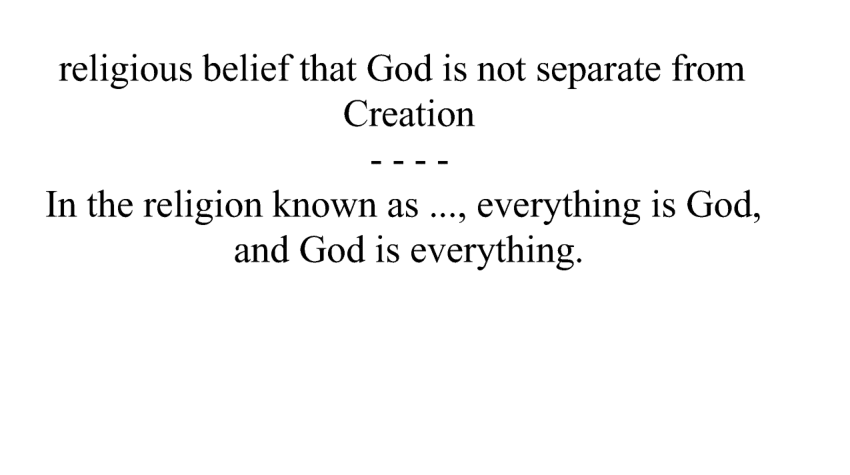 religious belief that God is not separate from
Creation
- - - -
In the religion known as ..., everything is God,
and God is everything.